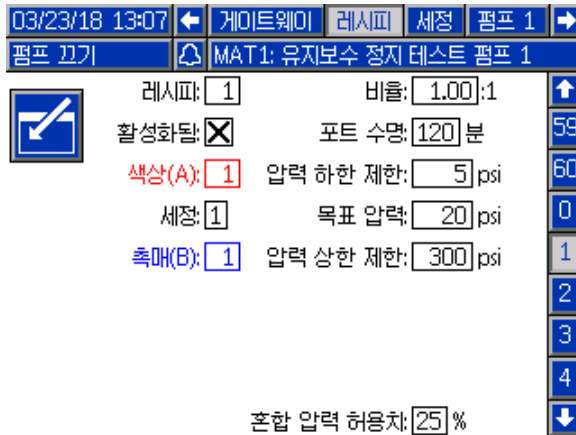 03/23/18 13:07 게이트웨이 레시피 세정 펌프 1
펌프 끄기 MAT1: 유지보수 정지 테스트 펌프 1
레시피: 1 비율: 1.00 :1
활성화됨: 포트 수명: 120 분 59
색상(A): 1 압력 하한 제한: 5 psi 60
세정: 1 목표 압력: 20 psi 0
촉매(B): 1 압력 상한 제한: 300 psi 1
2
3
4
혼합 압력 허용치: 25 %